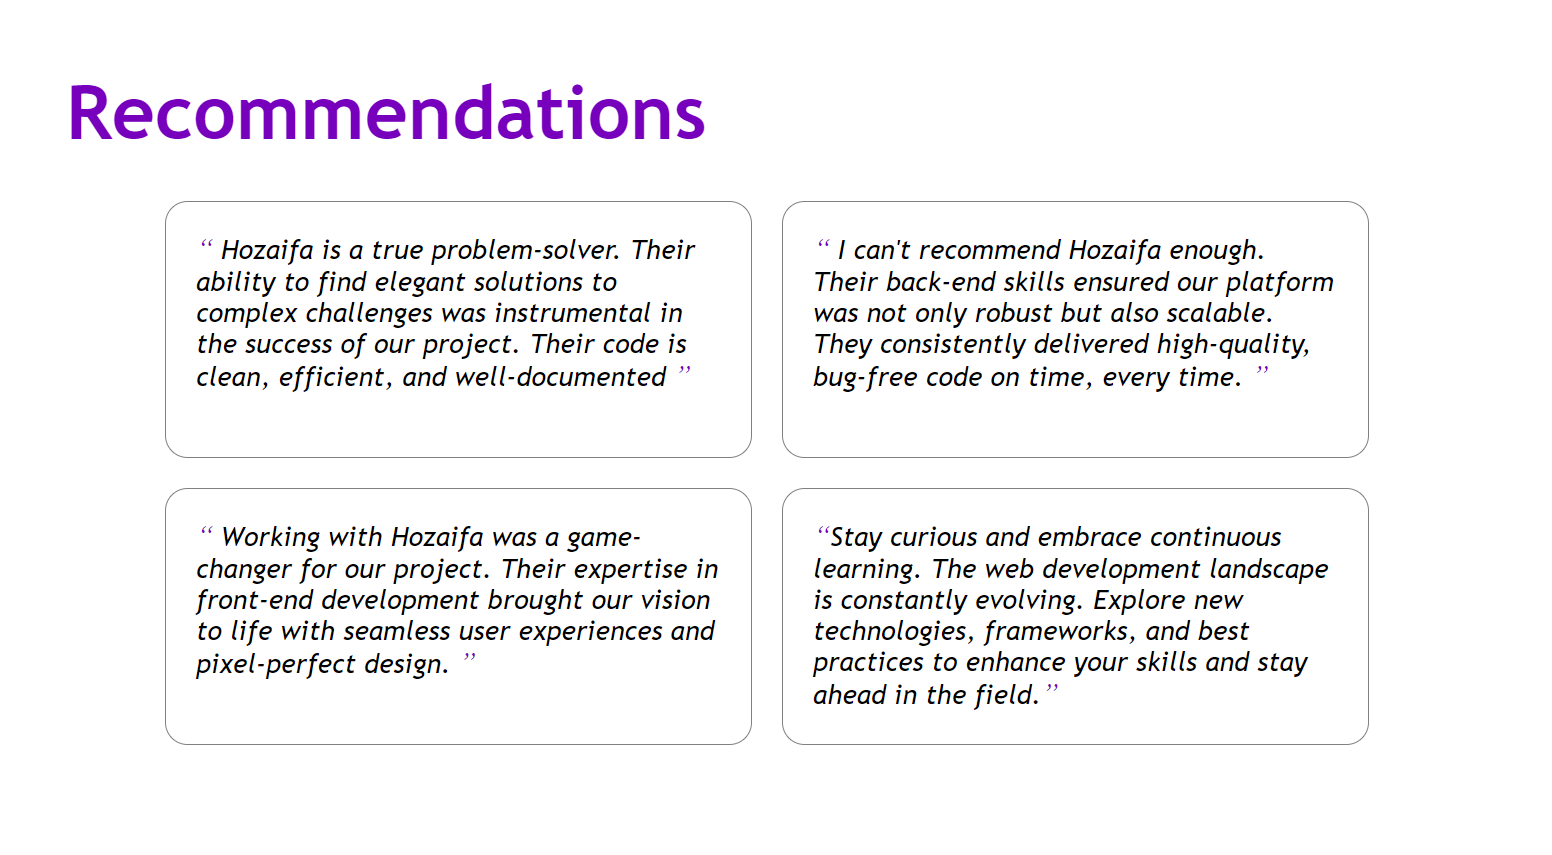 Recommendations
“ Hozaifa is a true problem-solver. Their
ability to find elegant solutions to
complex challenges was instrumental in
the success of our project. Their code is
clean, efficient, and well-documented ”
“ I can't recommend Hozaifa enough.
Their back-end skills ensured our platform
was not only robust but also scalable.
They consistently delivered high-quality,
bug-free code on time, every time. ”
“ Working with Hozaifa was a game-
changer for our project. Their expertise in
front-end development brought our vision
to life with seamless user experiences and
pixel-perfect design. ”
“Stay curious and embrace continuous
learning. The web development landscape
is constantly evolving. Explore new
technologies, frameworks, and best
practices to enhance your skills and stay
ahead in the field.”